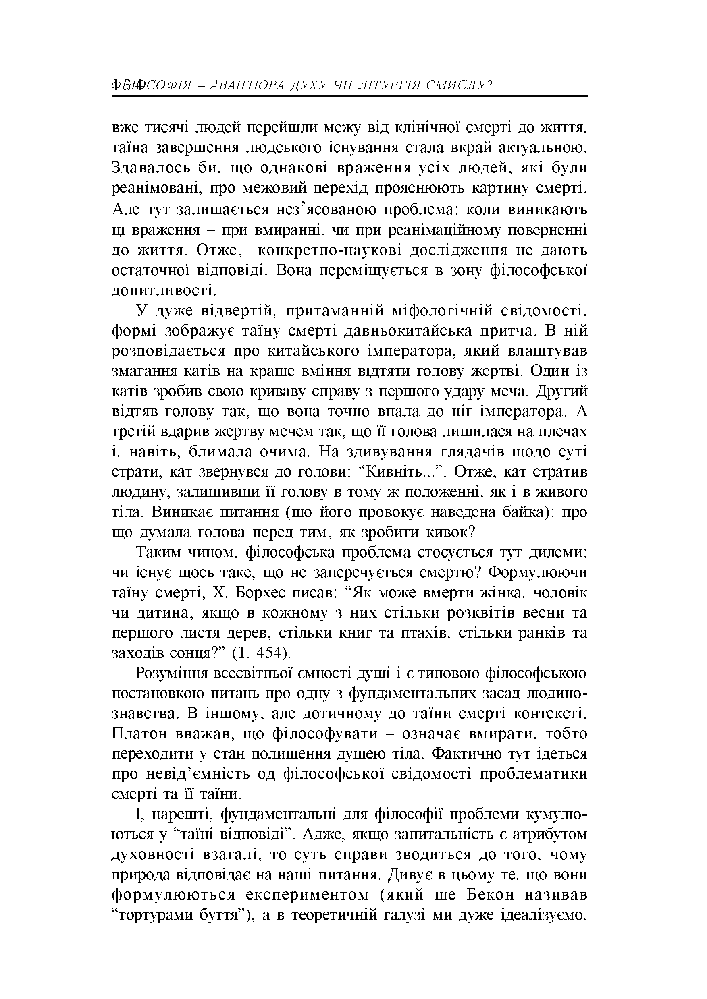 134
ФІЛОСОФІЯ – АВАНТЮРА ДУХУ ЧИ ЛІТУРГІЯ СМИСЛУ?
вже тисячі людей перейшли межу від клінічної смерті до життя,
таїна завершення людського існування стала вкрай актуальною.
Здавалось би, що однакові враження усіх людей, які були
реанімовані, про межовий перехід прояснюють картину смерті.
Але тут залишається нез’ясованою проблема: коли виникають
ці враження – при вмиранні, чи при реанімаційному поверненні
до життя. Отже, конкретно-наукові дослідження не дають
остаточної відповіді. Вона переміщується в зону філософської
допитливості.
У дуже відвертій, притаманній міфологічній свідомості,
формі зображує таїну смерті давньокитайська притча. В ній
розповідається про китайського імператора, який влаштував
змагання катів на краще вміння відтяти голову жертві. Один із
катів зробив свою криваву справу з першого удару меча. Другий
відтяв голову так, що вона точно впала до ніг імператора. А
третій вдарив жертву мечем так, що її голова лишилася на плечах
і, навіть, блимала очима. На здивування глядачів щодо суті
страти, кат звернувся до голови: “Кивніть...”. Отже, кат стратив
людину, залишивши її голову в тому ж положенні, як і в живого
тіла. Виникає питання (що його провокує наведена байка): про
що думала голова перед тим, як зробити кивок?
Таким чином, філософська проблема стосується тут дилеми:
чи існує щось таке, що не заперечується смертю? Формулюючи
таїну смерті, Х. Борхес писав: “Як може вмерти жінка, чоловік
чи дитина, якщо в кожному з них стільки розквітів весни та
першого листя дерев, стільки книг та птахів, стільки ранків та
заходів сонця?” (1, 454).
Розуміння всесвітньої ємності душі і є типовою філософською
постановкою питань про одну з фундаментальних засад людино-
знавства. В іншому, але дотичному до таїни смерті контексті,
Платон вважав, що філософувати – означає вмирати, тобто
переходити у стан полишення душею тіла. Фактично тут ідеться
про невід’ємність од філософської свідомості проблематики
смерті та її таїни.
І, нарешті, фундаментальні для філософії проблеми кумулю-
ються у “таїні відповіді”. Адже, якщо запитальність є атрибутом
духовності взагалі, то суть справи зводиться до того, чому
природа відповідає на наші питання. Дивує в цьому те, що вони
формулюються експериментом (який ще Бекон називав
“тортурами буття”), а в теоретичній галузі ми дуже ідеалізуємо,